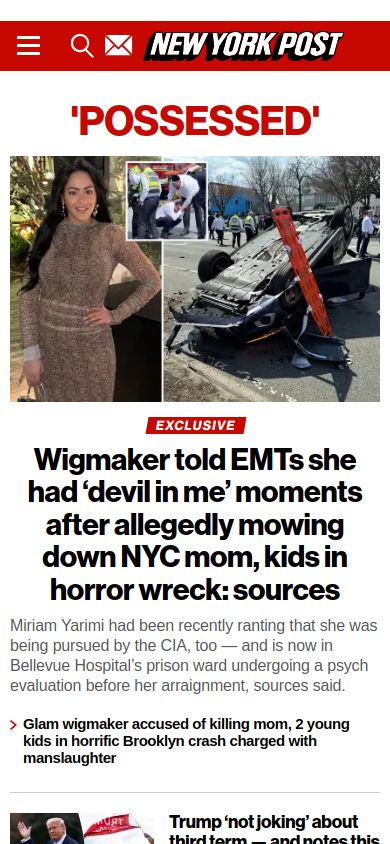 NEW YORK POST
'POSSESSED'
EXCLUSIVE
Wigmaker told EMTs she
had ‘devil in me’ moments
after allegedly mowing
down NYC mom, kids in
horror wreck: sources
Miriam Yarimi had been recently ranting that she was
being pursued by the CIA, too — and is now in
Bellevue Hospital’s prison ward undergoing a psych
evaluation before her arraignment, sources said.
Glam wigmaker accused of killing mom, 2 young
kids in horrific Brooklyn crash charged with
manslaughter
Trump ‘not joking’ about
third term — and notes this